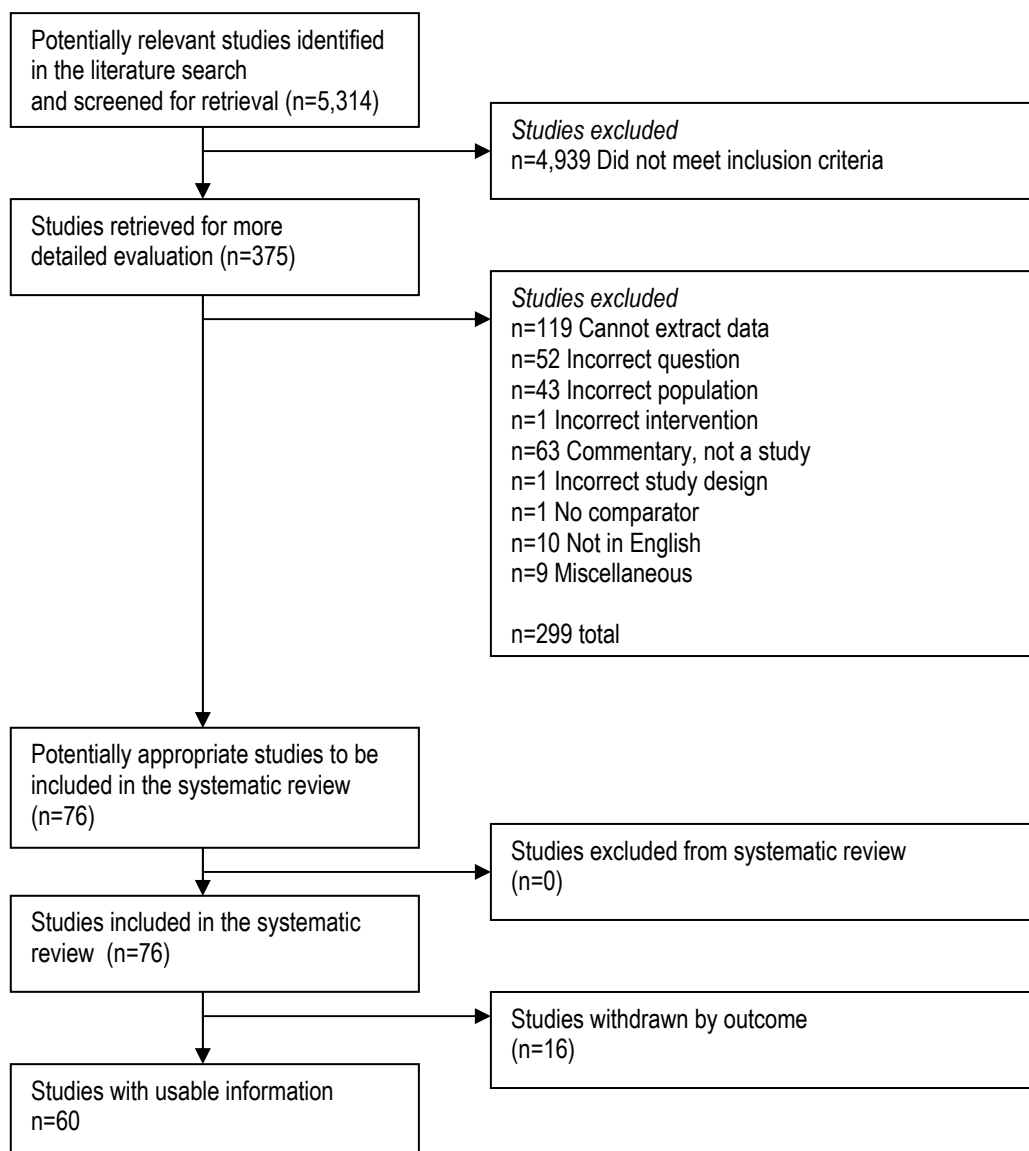 Potentially relevant studies identified
in the literature search
and screened for retrieval (n=5,314)
Studies excluded
n=4,939 Did not meet inclusion criteria
Studies retrieved for more
detailed evaluation (n=375)
Studies excluded
n=119 Cannot extract data
n=52 Incorrect question
n=43 Incorrect population
n=1 Incorrect intervention
n=63 Commentary, not a study
n=1 Incorrect study design
n=1 No comparator
n=10 Not in English
n=9 Miscellaneous
n=299 total
Potentially appropriate studies to be
included in the systematic review
(n=76)
Studies excluded from systematic review
(n=0)
Studies included in the systematic
review (n=76)
Studies withdrawn by outcome
(n=16)
Studies with usable information
n=60